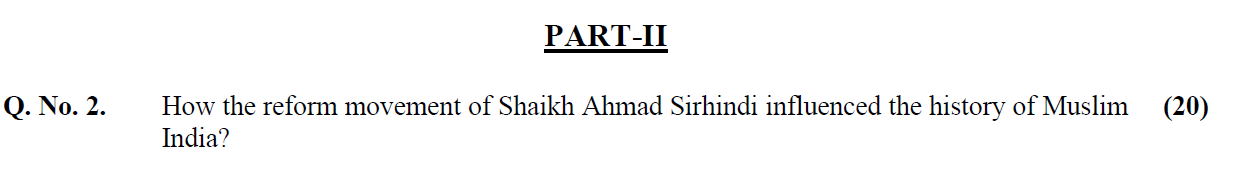 PART-II
Q. No. 2. How the reform movement of Shaikh Ahmad Sirhindi influenced the history of Muslim (20)
India?